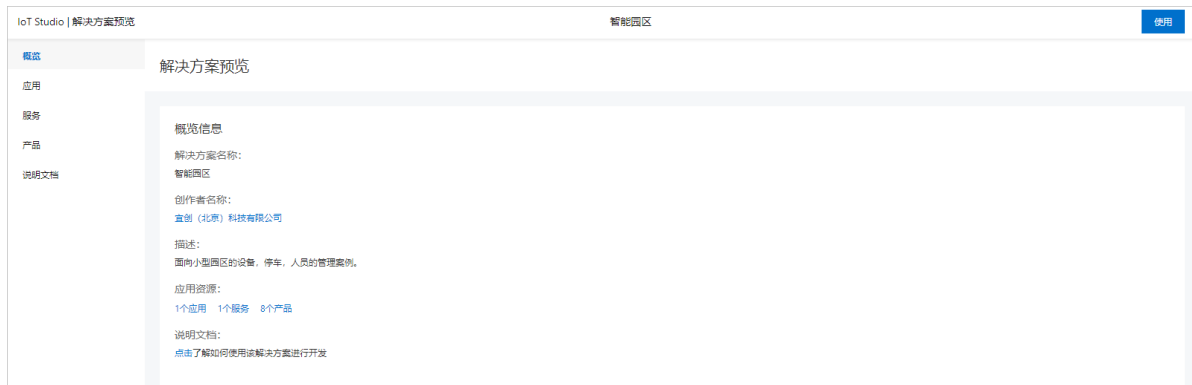 IoT Studio | 解决方案预览
智能园区
使用
概览
应用
服务
产品
说明文档
解决方案预览
概览信息
解决方案名称：
智能园区
创作者名称：
宜创（北京）科技有限公司
描述：
面向小型园区的设备，停车，人员的管理案例。
应用资源：
1个应用 1个服务 8个产品
说明文档：
点击了解如何使用该解决方案进行开发